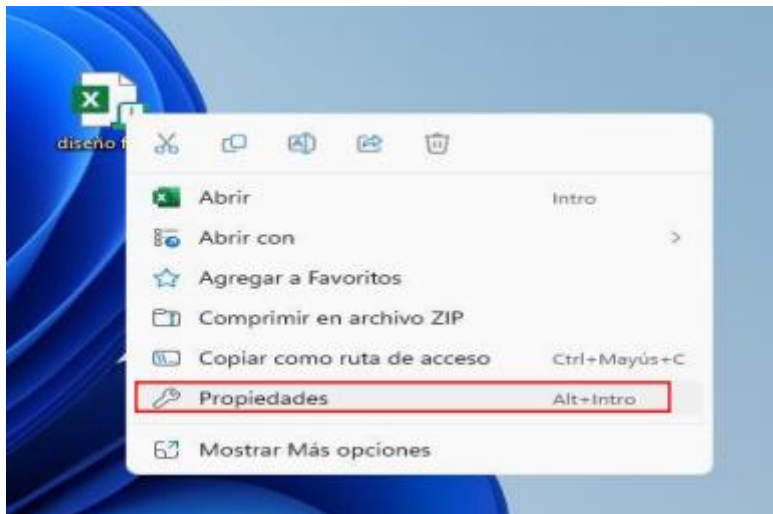 diseño
Abrir Intro
Abrir con
Agregar a Favoritos
Comprimir en archivo ZIP
Copiar como ruta de acceso Ctrl+Mayús+C
Propiedades Alt+Intro
Mostrar Más opciones